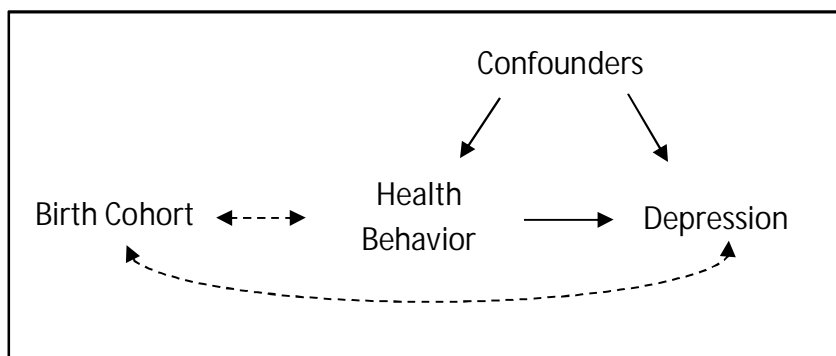 Confounders
Birth Cohort
Health
Behavior
Depression